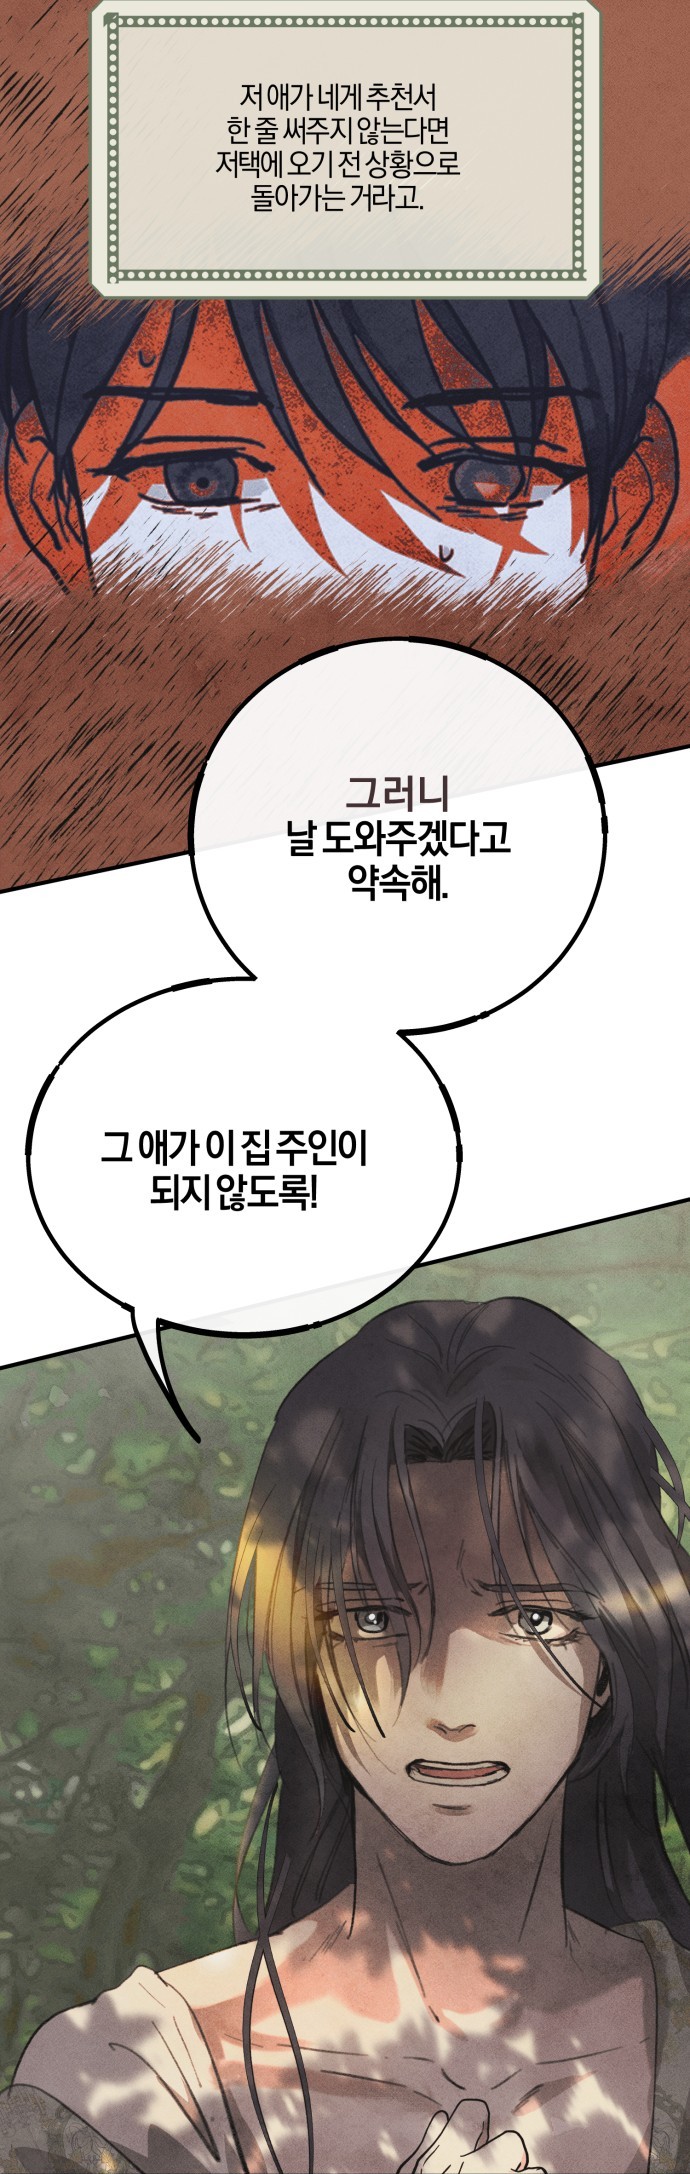 저 애가 네게 추천서
한 줄 써주지 않는다면
저택에 오기 전 상황으로
돌아가는 거라고.
그러니
날 도와주겠다고
약속해.
그 애가 이 집 주인이
되지 않도록!